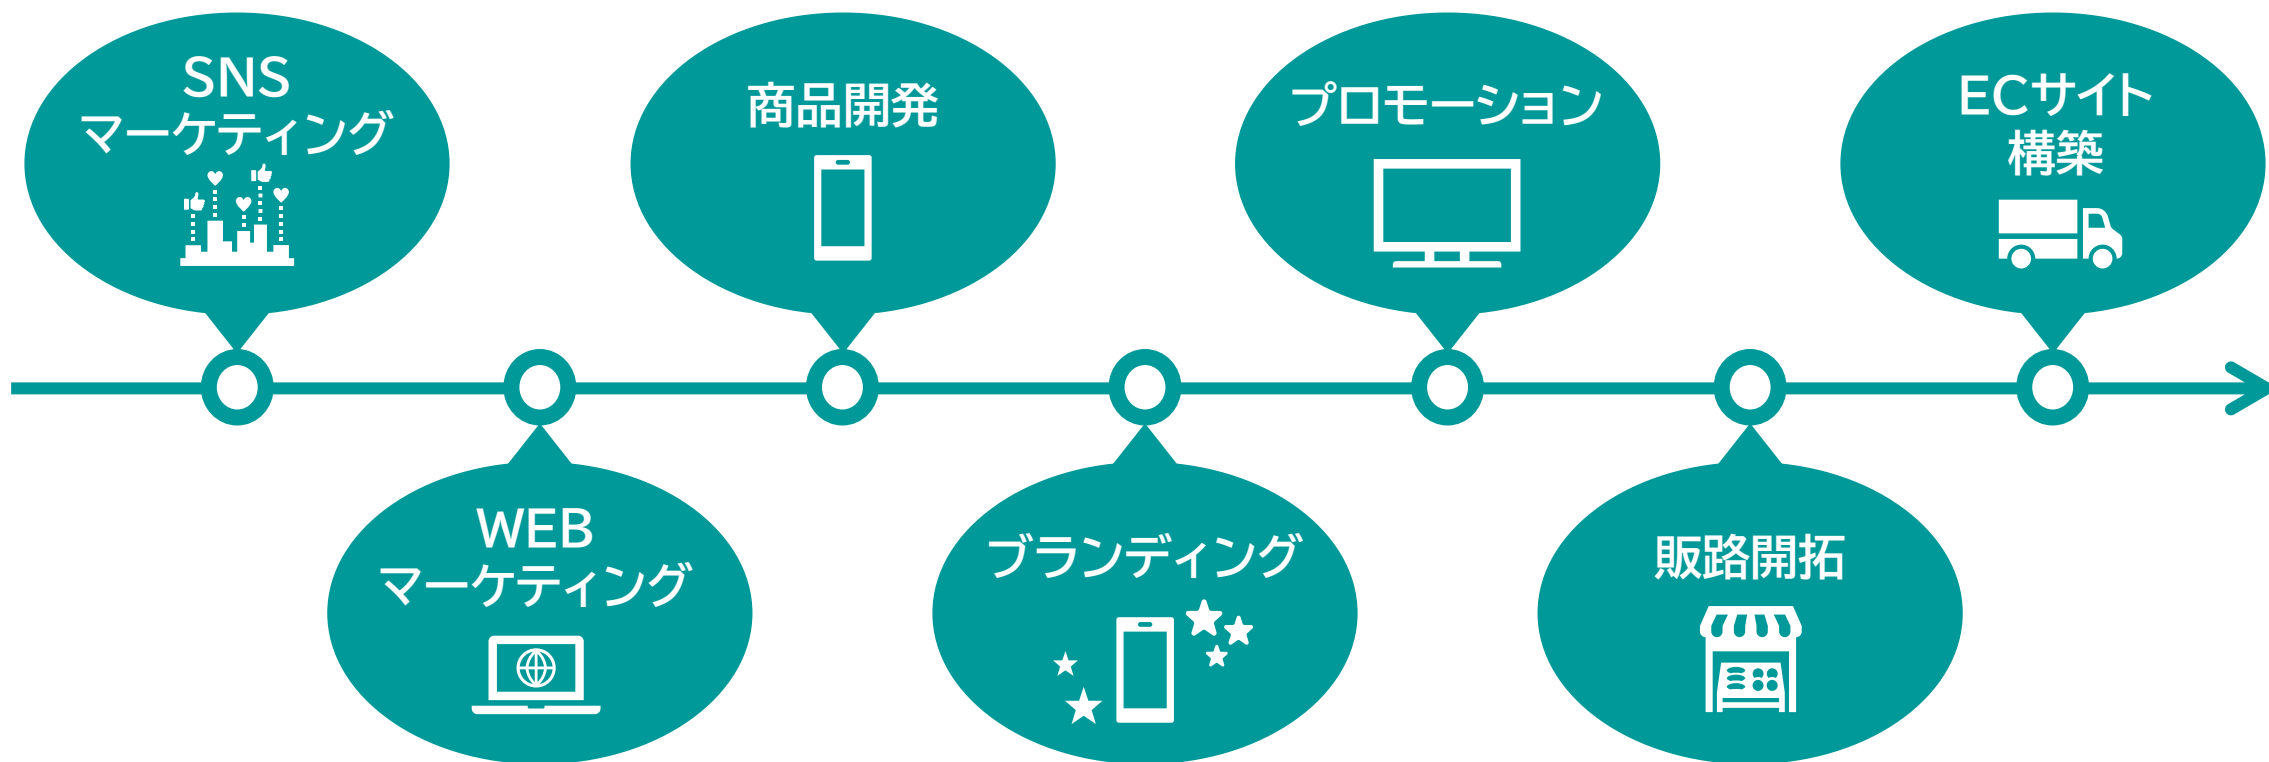 SNS
マーケティング
WEB
マーケティング
商品開発
ブランディング
プロモーション
販路開拓
ECサイト
構築